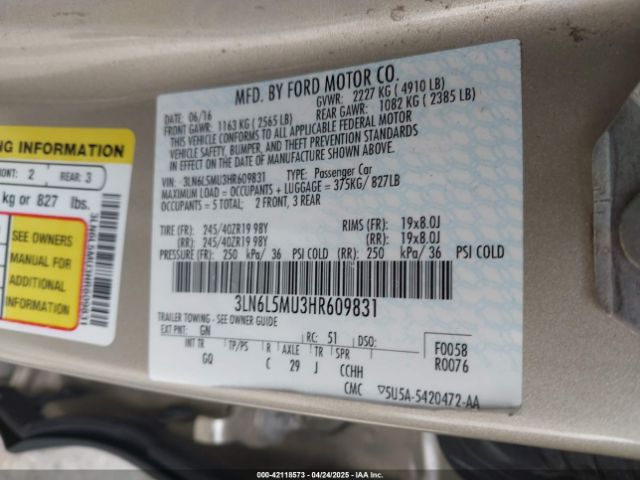 MFD. BY FORD MOTOR CO.
DATE: 06/16 GVWR: 2227 KG ( 4910 LB)
FRONT GAWR: 1163 KG ( 2565 LB) REAR GAWR: 1082 KG ( 2385 LB)
THIS VEHICLE CONFORMS TO ALL APPLICABLE FEDERAL MOTOR
VEHICLE SAFETY, BUMPER, AND THEFT PREVENTION STANDARDS
IN EFFECT ON THE DATE OF MANUFACTURE SHOWN ABOVE.
VIN: 3LN6L5MU3HR609831 TYPE: Passenger Car
MAXIMUM LOAD = OCCUPANTS + LUGGAGE = 375KG/ 827LB
OCCUPANTS = 5 TOTAL: 2 FRONT, 3 REAR
TIRE (FR): 245/40ZR19 98Y RIMS (FR): 19x8.0J
(RR): 245/40ZR19 98Y (RR): 19x8.0J
PRESSURE (FR): 250 kPa/ 36 PSI COLD (RR): 250 kPa/ 36 PSI COLD
3LN6L5MU3HR609831
TRAILER TOWING - SEE OWNER GUIDE
EXT PNT: GN RC: 51 DSO: F0058
INT TR TP/PS R AXLE TR SPR R0076
GQ C 29 J CCHH
CMC 5U5A-5420472-AA
NG INFORMATION
2 REAR: 3
kg or 827 lbs.
SEE OWNERS
MANUAL FOR
ADDITIONAL
INFORMATION
3LN6L5MU3HR609831
000-42118573 - 04/24/2025 - IAAI.com